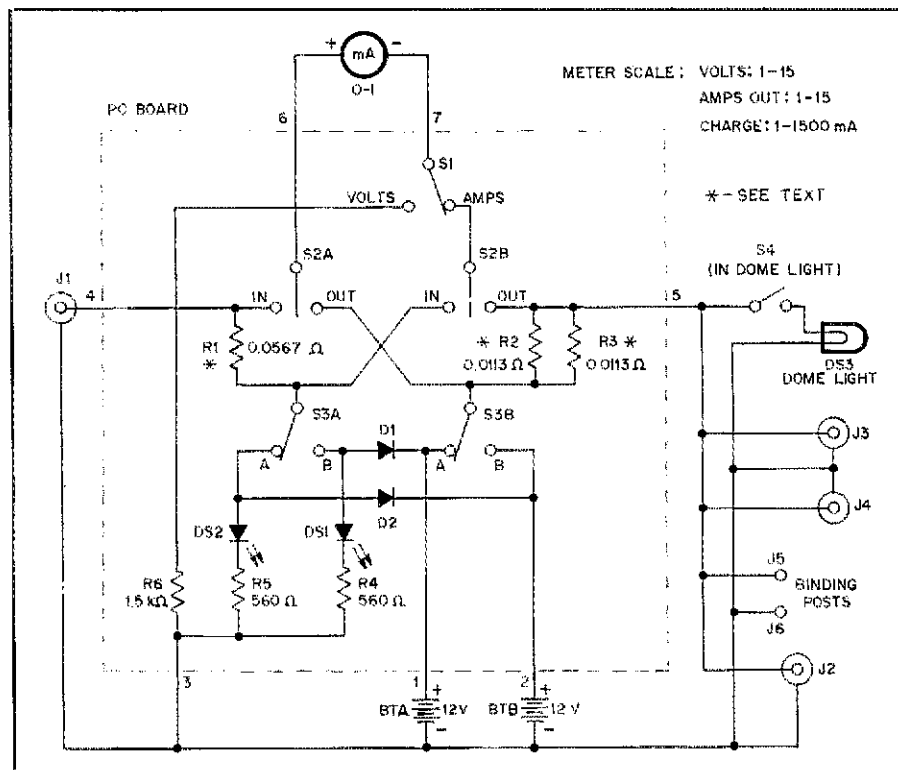 + mA -
0-1
METER SCALE: VOLTS: 1-15
AMPS OUT: 1-15
CHARGE: 1-1500 mA
PC BOARD
6
7
S1
VOLTS
AMPS
*-SEE TEXT
S2A
S2B
S4
(IN DOME LIGHT)
J1
4
IN
OUT
IN
OUT
5
R1
*
0.0567 Ω
* R2
0.0113 Ω
R3 *
0.0113 Ω
DS3
DOME LIGHT
S3A
S3B
D1
A
B
A
B
J3
D2
J4
DS2
DS1
R6
1.5 kΩ
R5
560 Ω
R4
560 Ω
J5
BINDING
POSTS
J6
J2
3
1
2
+
BTA
12V
-
+
BTB
12 V
-